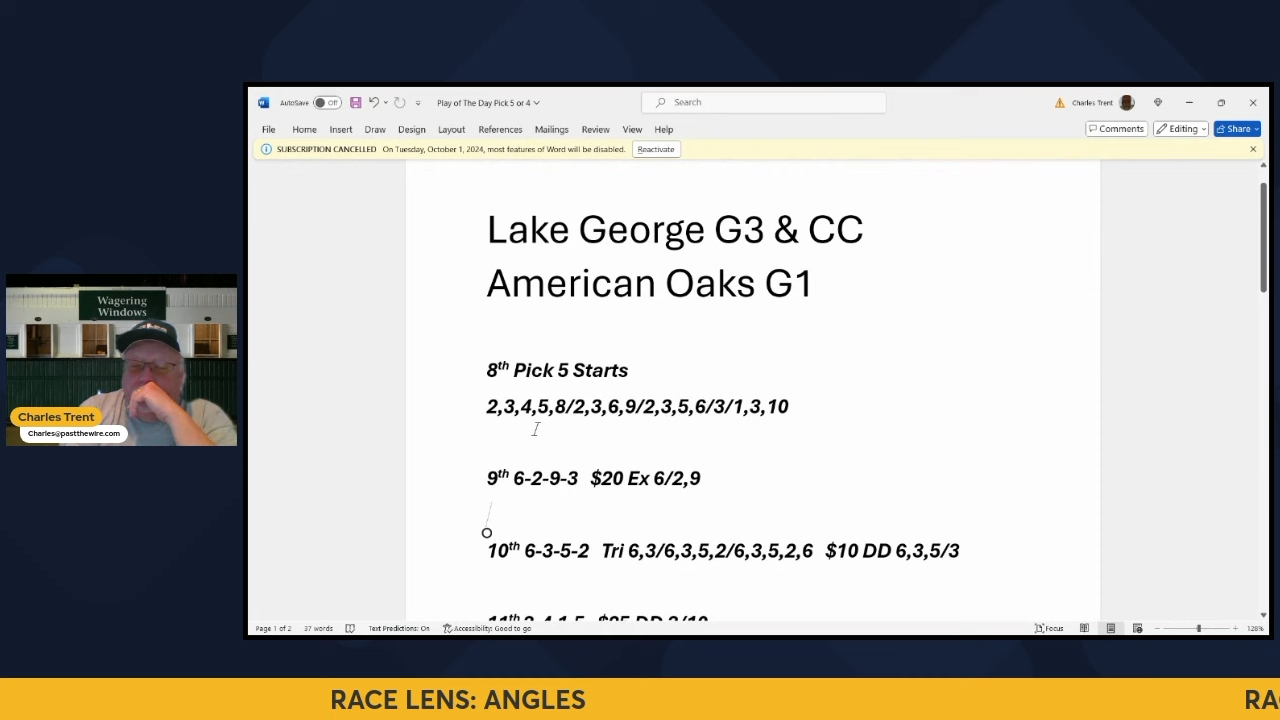 AutoSave Off Play of The Day Pick 5 or 4 Search Charles Trent
File Home Insert Draw Design Layout References Mailings Review View Help Comments Editing Share
SUBSCRIPTION CANCELLED On Tuesday, October 1, 2024, most features of Word will be disabled. Reactivate
Lake George G3 & CC
American Oaks G1
8th Pick 5 Starts
2,3,4,5,8/2,3,6,9/2,3,5,6/3/1,3,10
9th 6-2-9-3 $20 Ex 6/2,9
10th 6-3-5-2 Tri 6,3/6,3,5,2/6,3,5,2,6 $10 DD 6,3,5/3
Page 1 of 2 37 words Text Predictions: On Accessibility: Good to go Focus 128%
Wagering
Windows
Charles Trent
Charles@pastthewire.com
RACE LENS: ANGLES RA